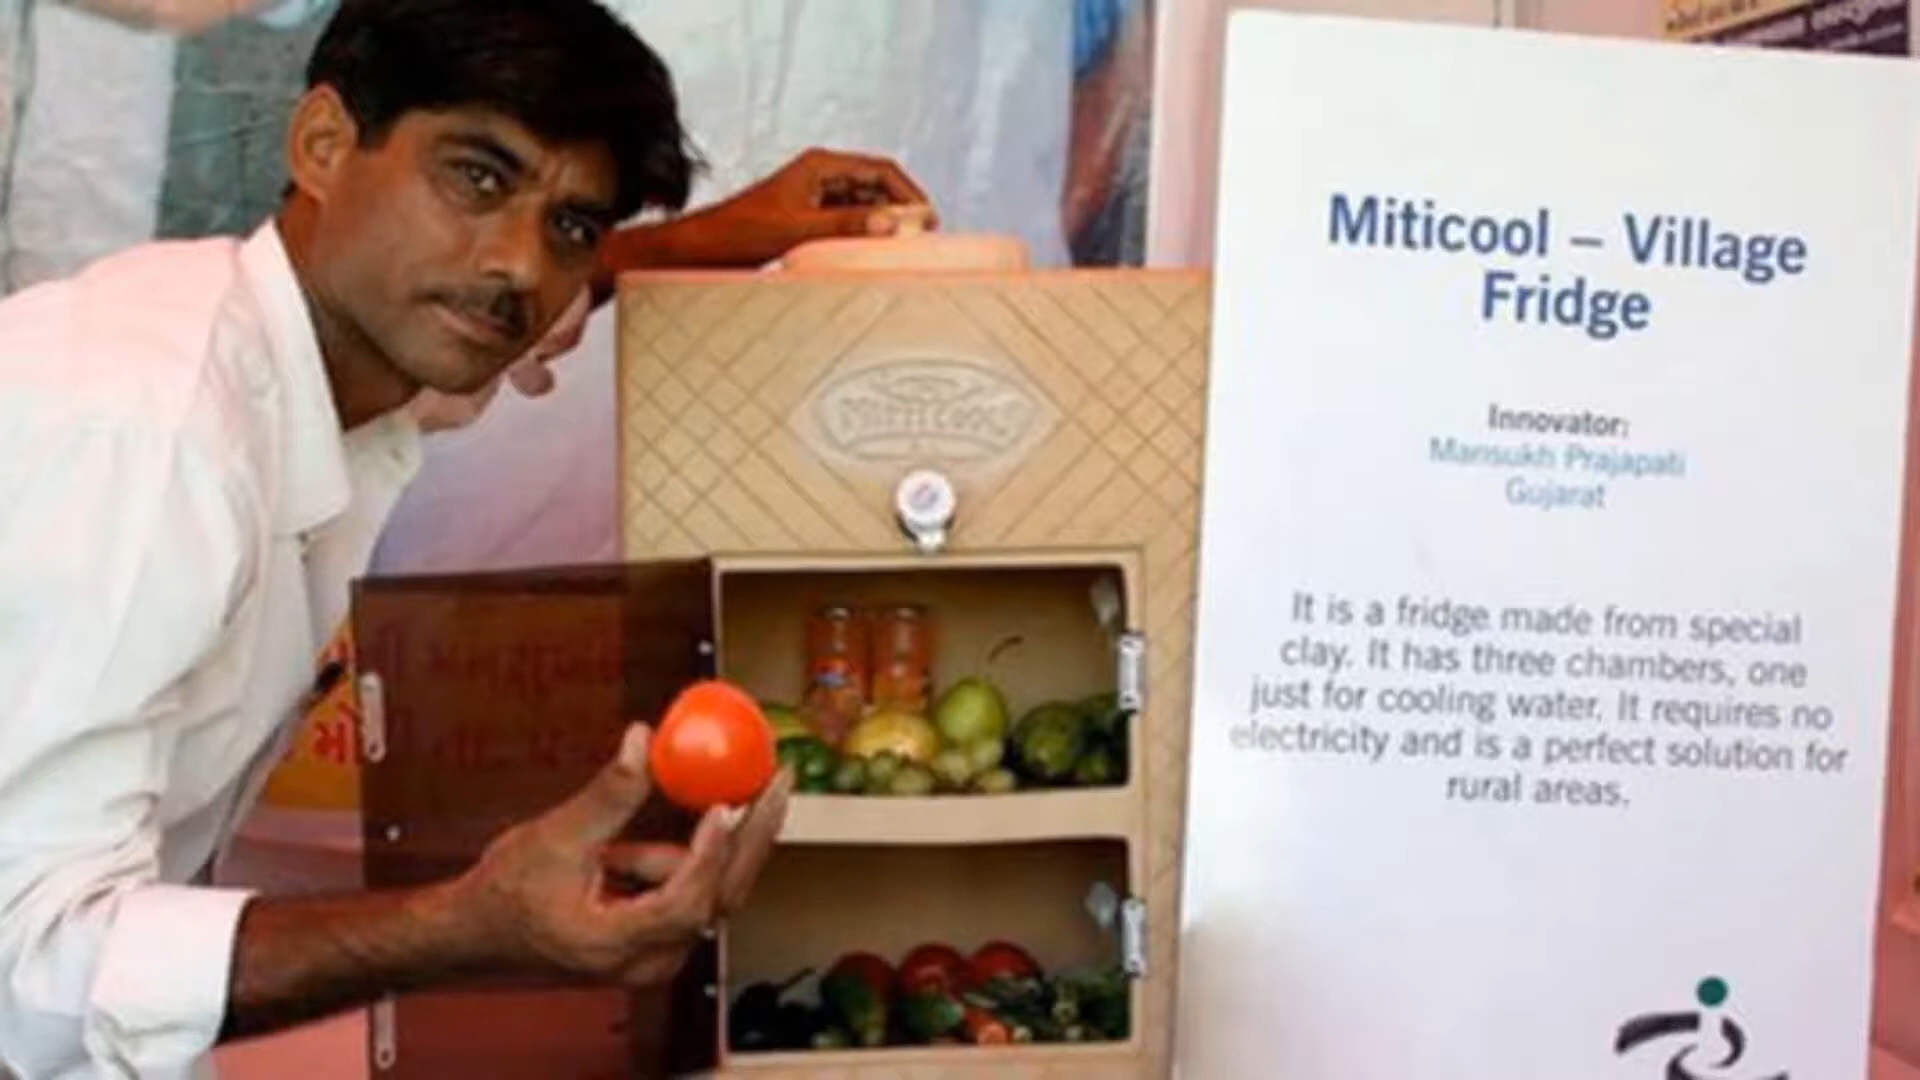 Miticool – Village
Fridge
Innovator:
Mansukh Prajapati
Gujarat
It is a fridge made from special
clay. It has three chambers, one
just for cooling water. It requires no
electricity and is a perfect solution for
rural areas.
MITTICOOL